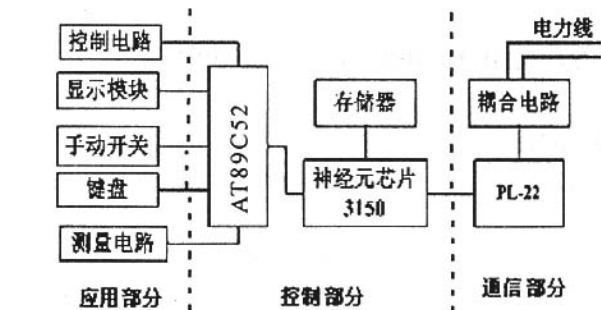 电力线
控制电路
显示模块
存储器
耦合电路
手动开关
AT89C52
键盘
神经元芯片
3150
PL-22
测量电路
应用部分
控制部分
通信部分